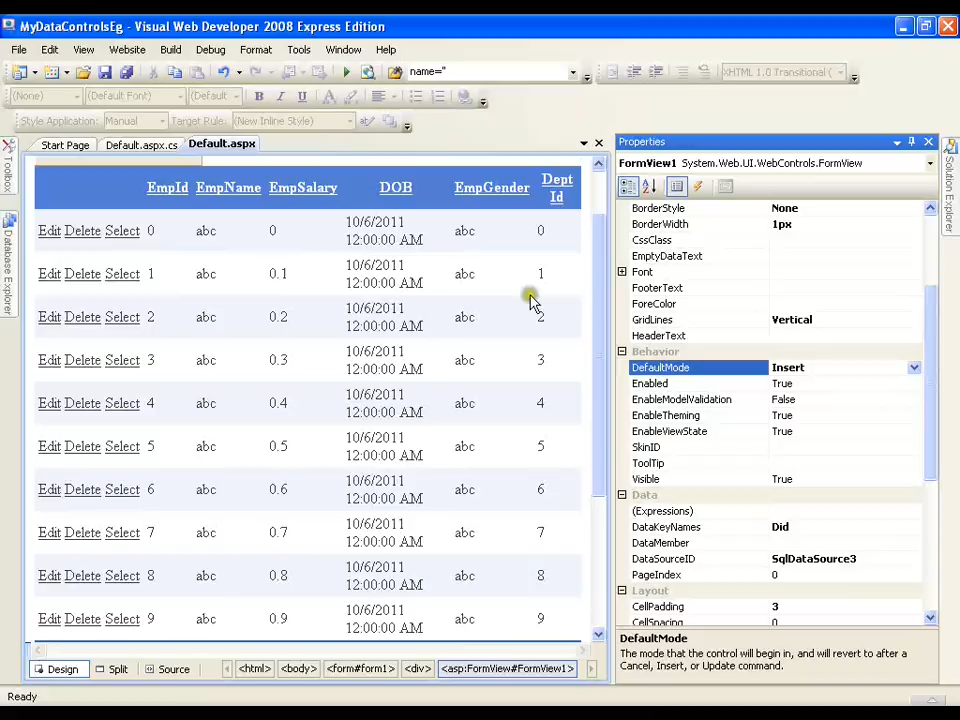 MyDataControlsEg - Visual Web Developer 2008 Express Edition
File Edit View Website Build Debug Format Tools Window Help
name="
XHTML 1.0 Transitional (
(None) (Default Font) (Default B I U A
Style Application: Manual Target Rule: (New Inline Style)
Start Page Default.aspx.cs Default.aspx
Toolbox
Database Explorer
EmpId EmpName EmpSalary DOB EmpGender Dept Id
Edit Delete Select 0 abc 0 10/6/2011 12:00:00 AM abc 0
Edit Delete Select 1 abc 0.1 10/6/2011 12:00:00 AM abc 1
Edit Delete Select 2 abc 0.2 10/6/2011 12:00:00 AM abc 2
Edit Delete Select 3 abc 0.3 10/6/2011 12:00:00 AM abc 3
Edit Delete Select 4 abc 0.4 10/6/2011 12:00:00 AM abc 4
Edit Delete Select 5 abc 0.5 10/6/2011 12:00:00 AM abc 5
Edit Delete Select 6 abc 0.6 10/6/2011 12:00:00 AM abc 6
Edit Delete Select 7 abc 0.7 10/6/2011 12:00:00 AM abc 7
Edit Delete Select 8 abc 0.8 10/6/2011 12:00:00 AM abc 8
Edit Delete Select 9 abc 0.9 10/6/2011 12:00:00 AM abc 9
Design Split Source <html> <body> <form#form1> <div> <asp:FormView#FormView1>
Properties
FormView1 System.Web.UI.WebControls.FormView
BorderStyle None
BorderWidth 1px
CssClass
EmptyDataText
Font
FooterText
ForeColor
GridLines Vertical
HeaderText
Behavior
DefaultMode Insert
Enabled True
EnableModelValidation False
EnableTheming True
EnableViewState True
SkinID
ToolTip
Visible True
Data
(Expressions)
DataKeyNames Did
DataMember
DataSourceID SqlDataSource3
PageIndex 0
Layout
CellPadding 3
CellSpacing 0
DefaultMode
The mode that the control will begin in, and will revert to after a
Cancel, Insert, or Update command.
Solution Explorer
Ready